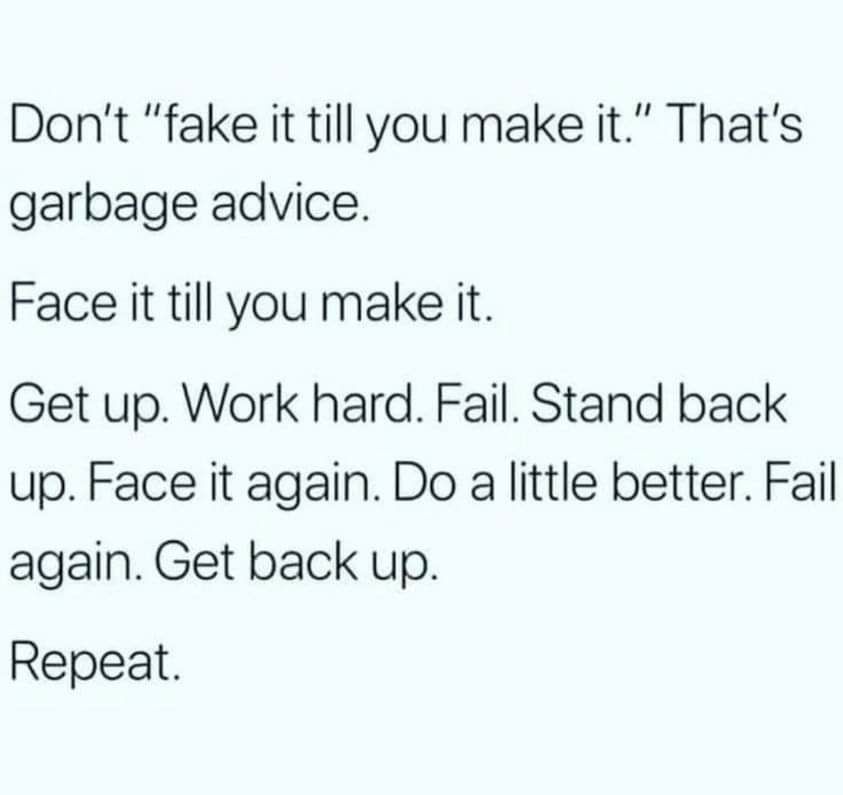 Don't "fake it till you make it." That's
garbage advice.
Face it till you make it.
Get up. Work hard. Fail. Stand back
up. Face it again. Do a little better. Fail
again. Get back up.
Repeat.